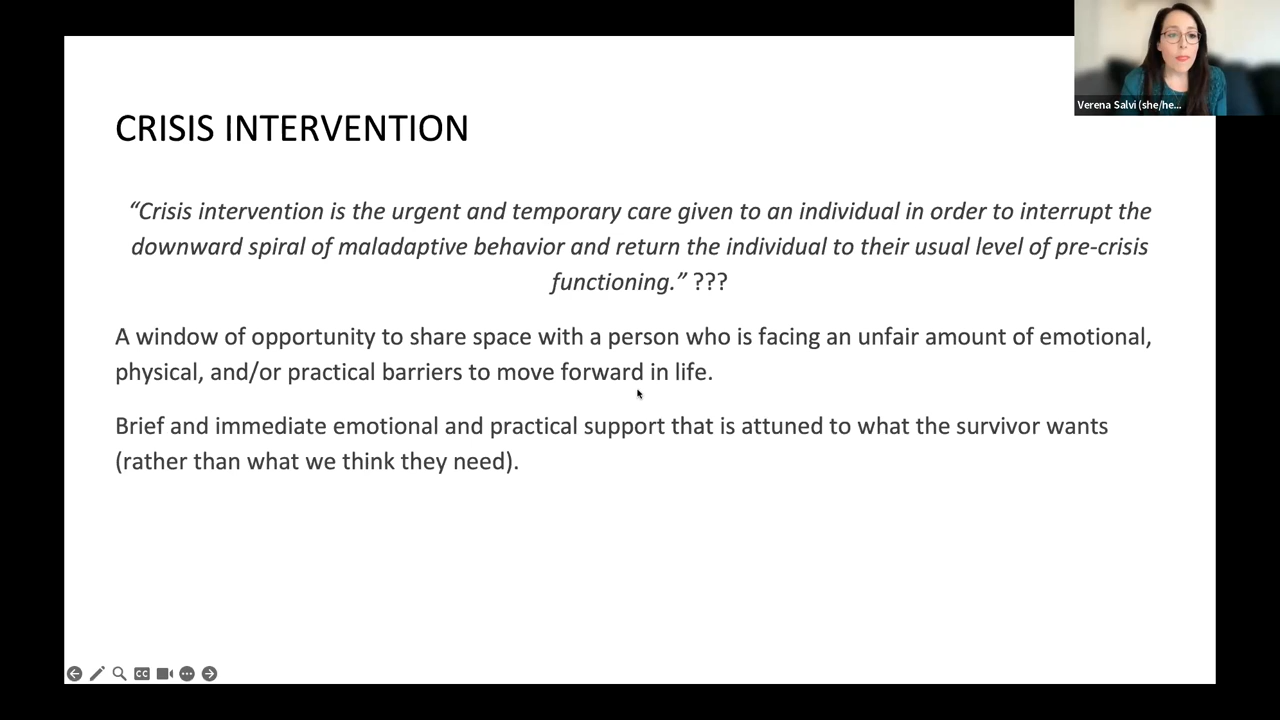 Verena Salvi (she/he...
CRISIS INTERVENTION
“Crisis intervention is the urgent and temporary care given to an individual in order to interrupt the
downward spiral of maladaptive behavior and return the individual to their usual level of pre-crisis
functioning.” ???
A window of opportunity to share space with a person who is facing an unfair amount of emotional,
physical, and/or practical barriers to move forward in life.
Brief and immediate emotional and practical support that is attuned to what the survivor wants
(rather than what we think they need).
CC